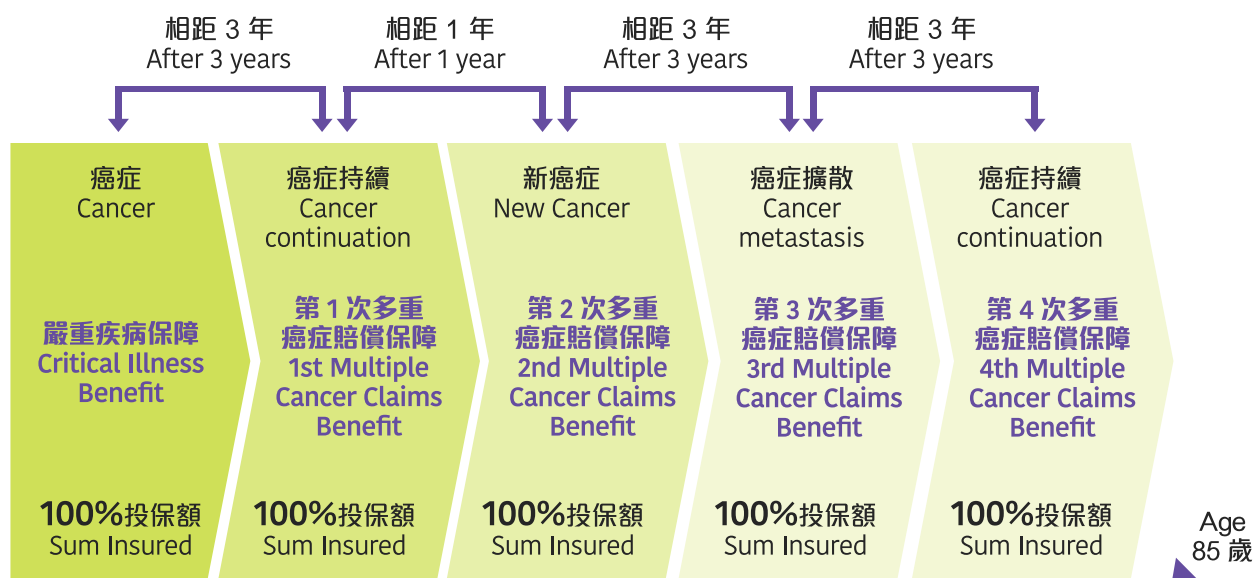 相距 3 年
After 3 years
相距 1 年
After 1 year
相距 3 年
After 3 years
相距 3 年
After 3 years
癌症
Cancer
嚴重疾病保障
Critical Illness
Benefit
100%投保額
Sum Insured
癌症持續
Cancer
continuation
第 1 次多重
癌症賠償保障
1st Multiple
Cancer Claims
Benefit
100%投保額
Sum Insured
新癌症
New Cancer
第 2 次多重
癌症賠償保障
2nd Multiple
Cancer Claims
Benefit
100%投保額
Sum Insured
癌症擴散
Cancer
metastasis
第 3 次多重
癌症賠償保障
3rd Multiple
Cancer Claims
Benefit
100%投保額
Sum Insured
癌症持續
Cancer
continuation
第 4 次多重
癌症賠償保障
4th Multiple
Cancer Claims
Benefit
100%投保額
Sum Insured
Age
85 歲